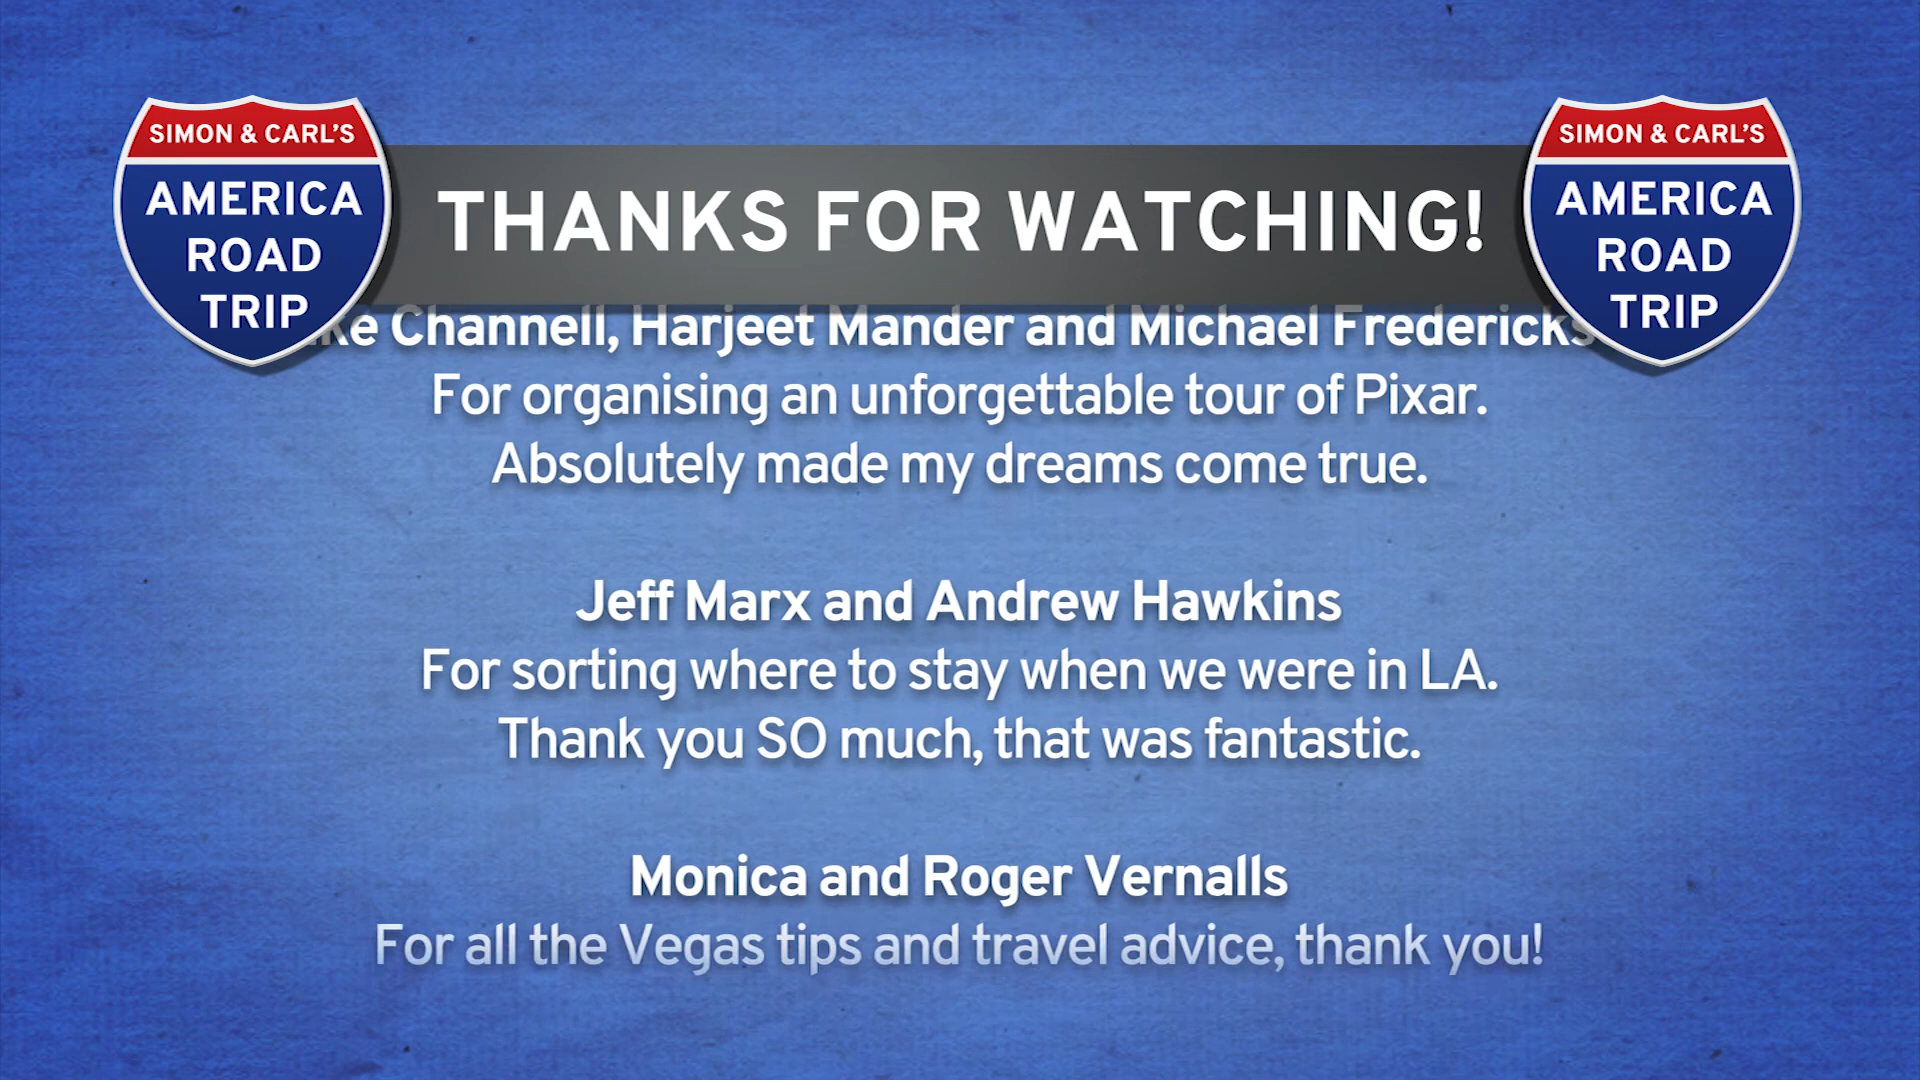 SIMON & CARL'S
AMERICA
ROAD
TRIP
THANKS FOR WATCHING!
SIMON & CARL'S
AMERICA
ROAD
TRIP
Channell, Harjeet Mander and Michael Fredericks
For organising an unforgettable tour of Pixar.
Absolutely made my dreams come true.
Jeff Marx and Andrew Hawkins
For sorting where to stay when we were in LA.
Thank you SO much, that was fantastic.
Monica and Roger Vernalls
For all the Vegas tips and travel advice, thank you!